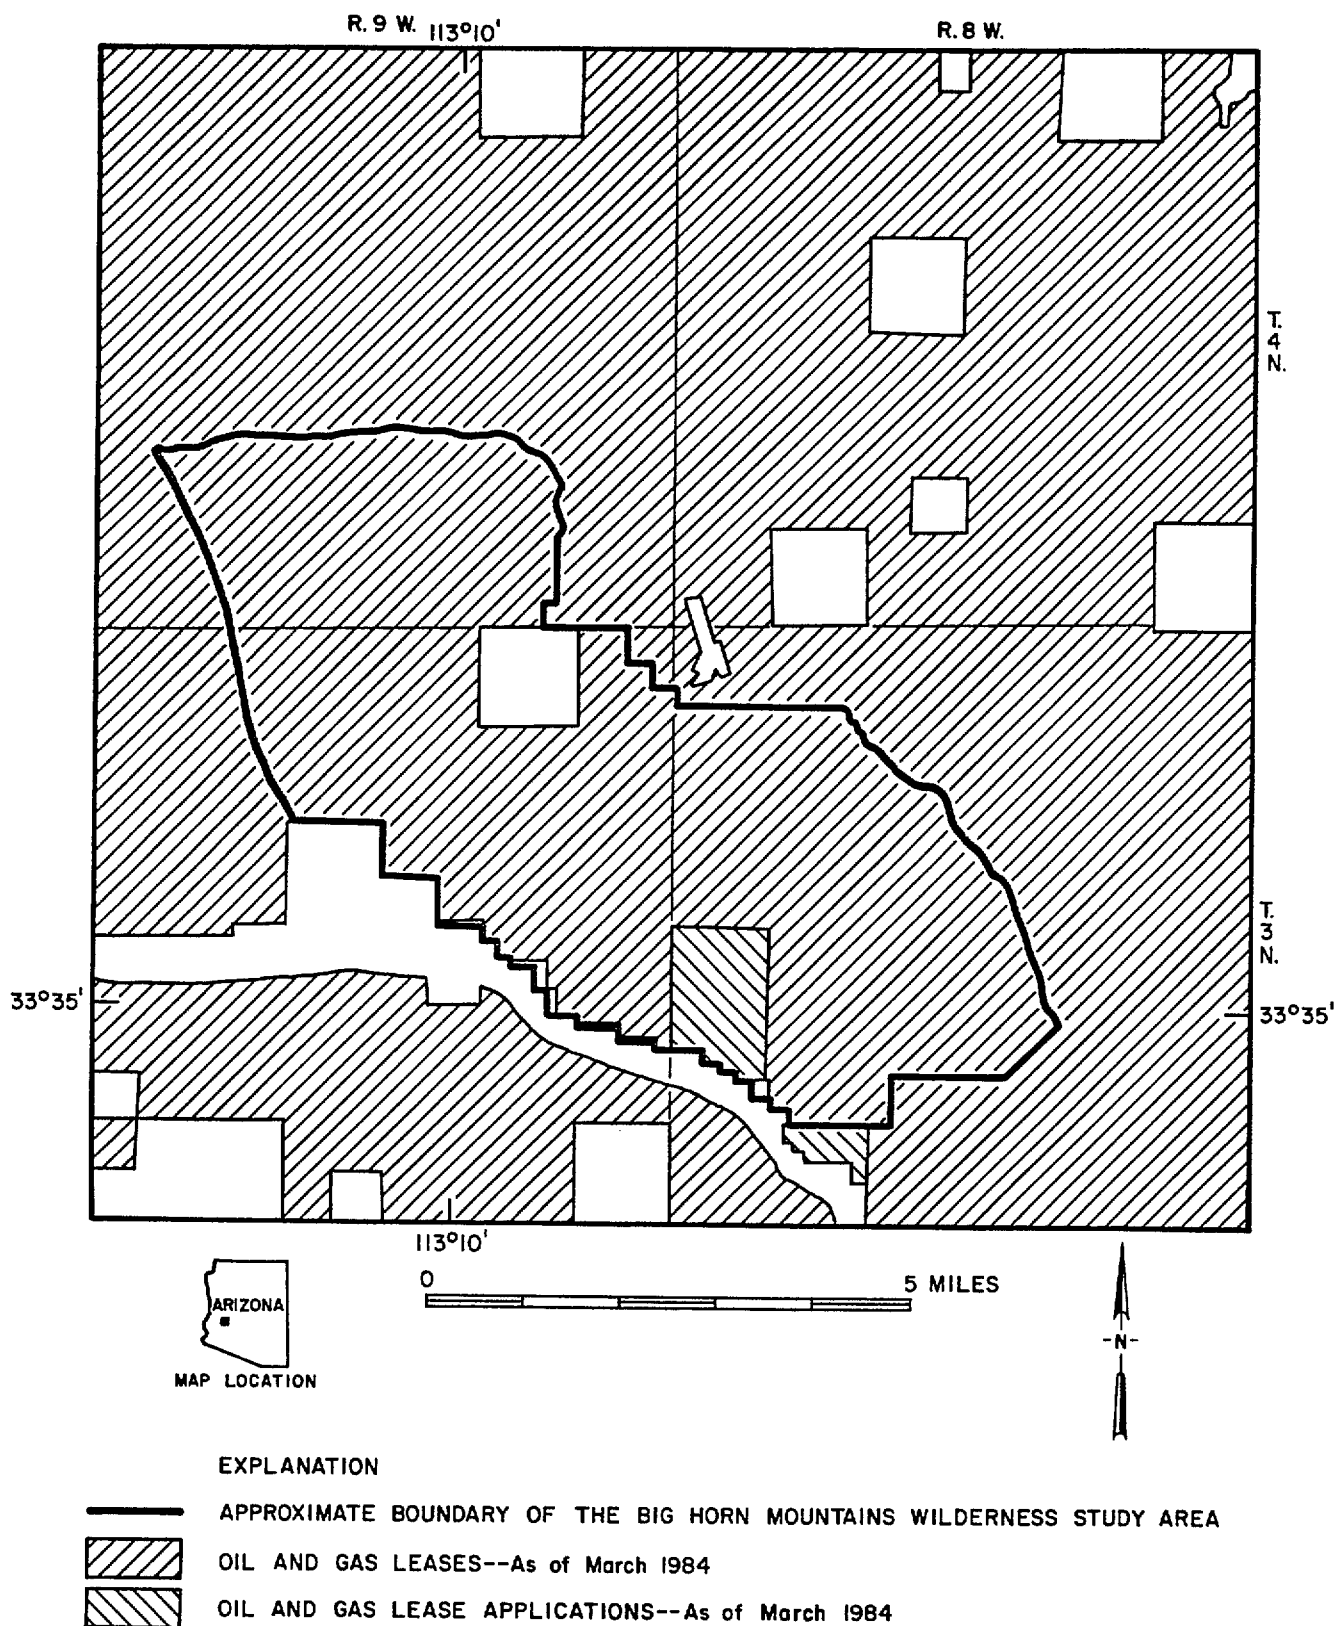 R. 9 W. 113°10' R. 8 W.
T.
4
N.
T.
3
N.
33°35' 33°35'
113°10'
0 5 MILES
ARIZONA
-N-
MAP LOCATION
EXPLANATION
APPROXIMATE BOUNDARY OF THE BIG HORN MOUNTAINS WILDERNESS STUDY AREA
OIL AND GAS LEASES--As of March 1984
OIL AND GAS LEASE APPLICATIONS--As of March 1984